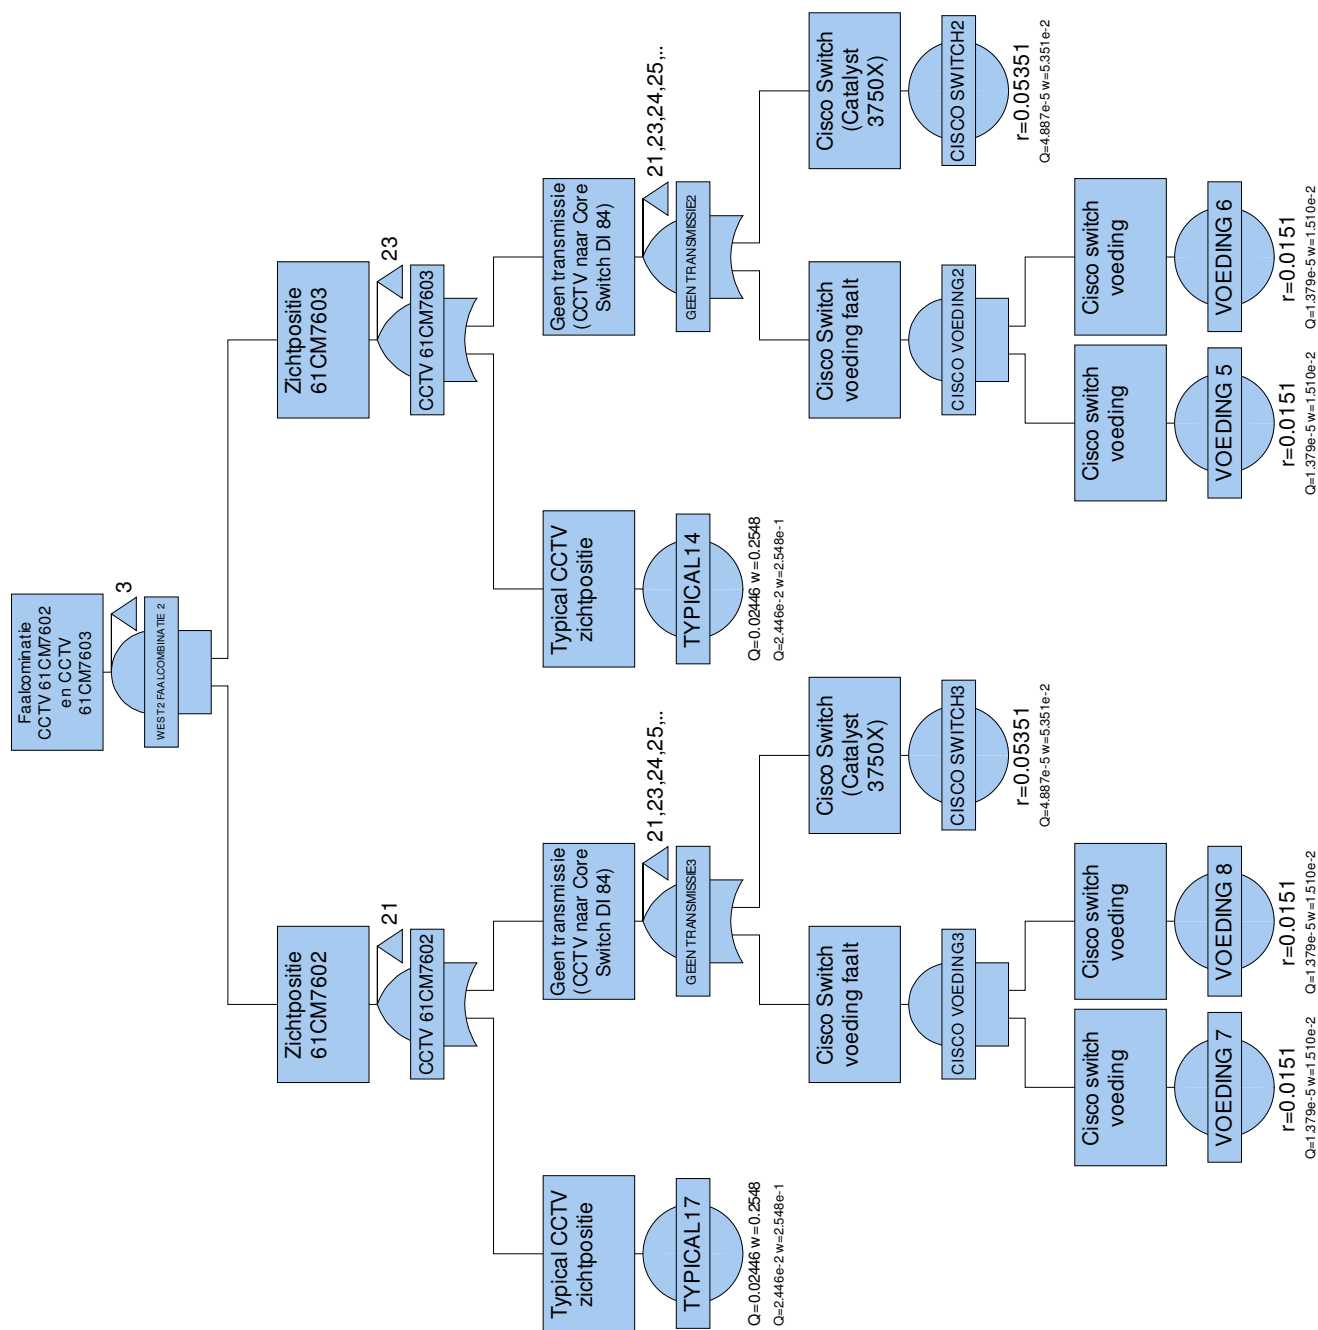 Faalcominatie
CCTV 61CM7602
en CCTV
61CM7603
3
WEST2 FAALCOMBINATIE 2
Zichtpositie
61CM7602
21
CCTV 61CM7602
Zichtpositie
61CM7603
23
CCTV 61CM7603
Typical CCTV
zichtpositie
TYPICAL17
Q=0.02446 w=0.2548
Q=2.446e-2 w=2.548e-1
Geen transmissie
(CCTV naar Core
Switch DI 84)
21,23,24,25,..
GEEN TRANSMISSIE3
Typical CCTV
zichtpositie
TYPICAL14
Q=0.02446 w=0.2548
Q=2.446e-2 w=2.548e-1
Geen transmissie
(CCTV naar Core
Switch DI 84)
21,23,24,25,..
GEEN TRANSMISSIE2
Cisco Switch
voeding faalt
CISCO VOEDING3
Cisco Switch
(Catalyst
3750X)
CISCO SWITCH3
r=0.05351
Q=4.887e-5 w=5.351e-2
Cisco Switch
voeding faalt
CISCO VOEDING2
Cisco Switch
(Catalyst
3750X)
CISCO SWITCH2
r=0.05351
Q=4.887e-5 w=5.351e-2
Cisco switch
voeding
VOEDING 7
r=0.0151
Q=1.379e-5 w=1.510e-2
Cisco switch
voeding
VOEDING 8
r=0.0151
Q=1.379e-5 w=1.510e-2
Cisco switch
voeding
VOEDING 5
r=0.0151
Q=1.379e-5 w=1.510e-2
Cisco switch
voeding
VOEDING 6
r=0.0151
Q=1.379e-5 w=1.510e-2